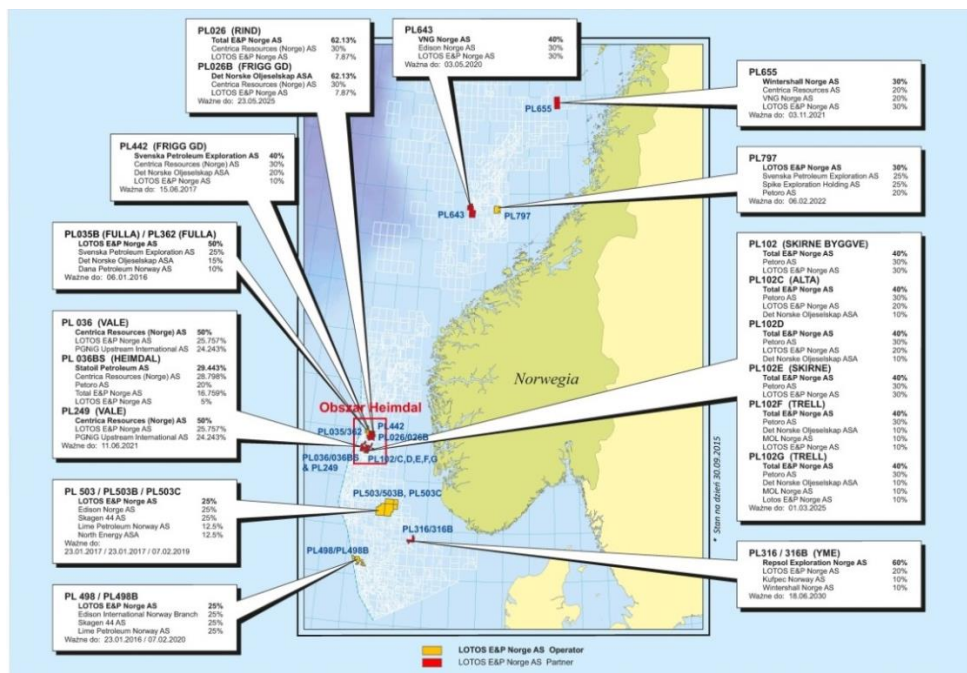 PL026 (RIND)
Total E&P Norge AS 62.13%
Centrica Resources (Norge) AS 30%
LOTOS E&P Norge AS 7.87%
PL026B (FRIGG GD)
Det Norske Oljeselskap ASA 62.13%
Centrica Resources (Norge) AS 30%
LOTOS E&P Norge AS 7.87%
Ważne do: 23.05.2025
PL643
VNG Norge AS 40%
Edison Norge AS 30%
LOTOS E&P Norge AS 30%
Ważna do: 03.05.2020
PL655
Wintershall Norge AS 30%
Centrica Resources AS 20%
VNG Norge AS 20%
LOTOS E&P Norge AS 30%
Ważna do: 03.11.2021
PL442 (FRIGG GD)
Svenska Petroleum Exploration AS 40%
Centrica Resources (Norge) AS 30%
Det Norske Oljeselskap ASA 20%
LOTOS E&P Norge AS 10%
Ważna do: 15.06.2017
PL797
LOTOS E&P Norge AS 30%
Svenska Petroleum Exploration AS 25%
Spike Exploration Holding AS 25%
Petoro AS 20%
Ważne do: 06.02.2022
PL035B (FULLA) / PL362 (FULLA)
LOTOS E&P Norge AS 50%
Svenska Petroleum Exploration AS 25%
Det Norske Oljeselskap ASA 15%
Dana Petroleum Norway AS 10%
Ważne do: 06.01.2016
PL102 (SKIRNE BYGGVE)
Total E&P Norge AS 40%
Petoro AS 30%
LOTOS E&P Norge AS 30%
PL102C (ALTA)
Total E&P Norge AS 40%
Petoro AS 30%
LOTOS E&P Norge AS 20%
Det Norske Oljeselskap ASA 10%
PL102D
Total E&P Norge AS 40%
Petoro AS 30%
LOTOS E&P Norge AS 20%
Det Norske Oljeselskap ASA 10%
PL102E (SKIRNE)
Total E&P Norge AS 40%
Petoro AS 30%
LOTOS E&P Norge AS 30%
PL102F (TRELL)
Total E&P Norge AS 40%
Petoro AS 30%
Det Norske Oljeselskap ASA 10%
MOL Norge AS 10%
LOTOS E&P Norge AS 10%
PL102G (TRELL)
Total E&P Norge AS 40%
Petoro AS 30%
Det Norske Oljeselskap ASA 10%
MOL Norge AS 10%
Lotos E&P Norge AS 10%
Ważne do: 01.03.2025
PL 036 (VALE)
Centrica Resources (Norge) AS 50%
LOTOS E&P Norge AS 25.757%
PGNiG Upstream International AS 24.243%
PL 036BS (HEIMDAL)
Statoil Petroleum AS 29.443%
Centrica Resources (Norge) AS 28.798%
Petoro AS 20%
Total E&P Norge AS 16.759%
LOTOS E&P Norge AS 5%
PL249 (VALE)
Centrica Resources (Norge) AS 50%
LOTOS E&P Norge AS 25.757%
PGNiG Upstream International AS 24.243%
Ważne do: 11.06.2021
PL 503 / PL503B / PL503C
LOTOS E&P Norge AS 25%
Edison Norge AS 25%
Skagen 44 AS 25%
Lime Petroleum Norway AS 12.5%
North Energy ASA 12.5%
Ważne do:
23.01.2017 / 23.01.2017 / 07.02.2019
PL 498 / PL498B
LOTOS E&P Norge AS 25%
Edison International Norway Branch 25%
Skagen 44 AS 25%
Lime Petroleum Norway AS 25%
Ważne do: 23.01.2016 / 07.02.2020
PL316 / 316B (YME)
Repsol Exploration Norge AS 60%
LOTOS E&P Norge AS 20%
Kufpec Norway AS 10%
Wintershall Norge AS 10%
Ważne do: 18.06.2030
PL655
PL643
PL797
Norwegia
Obszar Heimdal
PL442
PL035/362
PL026/026B
PL036/036BS
& PL249
PL102/C,D,E,F,G
PL503/503B, PL503C
PL316/316B
PL498/PL498B
* Stan na dzień 30.09.2015
LOTOS E&P Norge AS Operator
LOTOS E&P Norge AS Partner